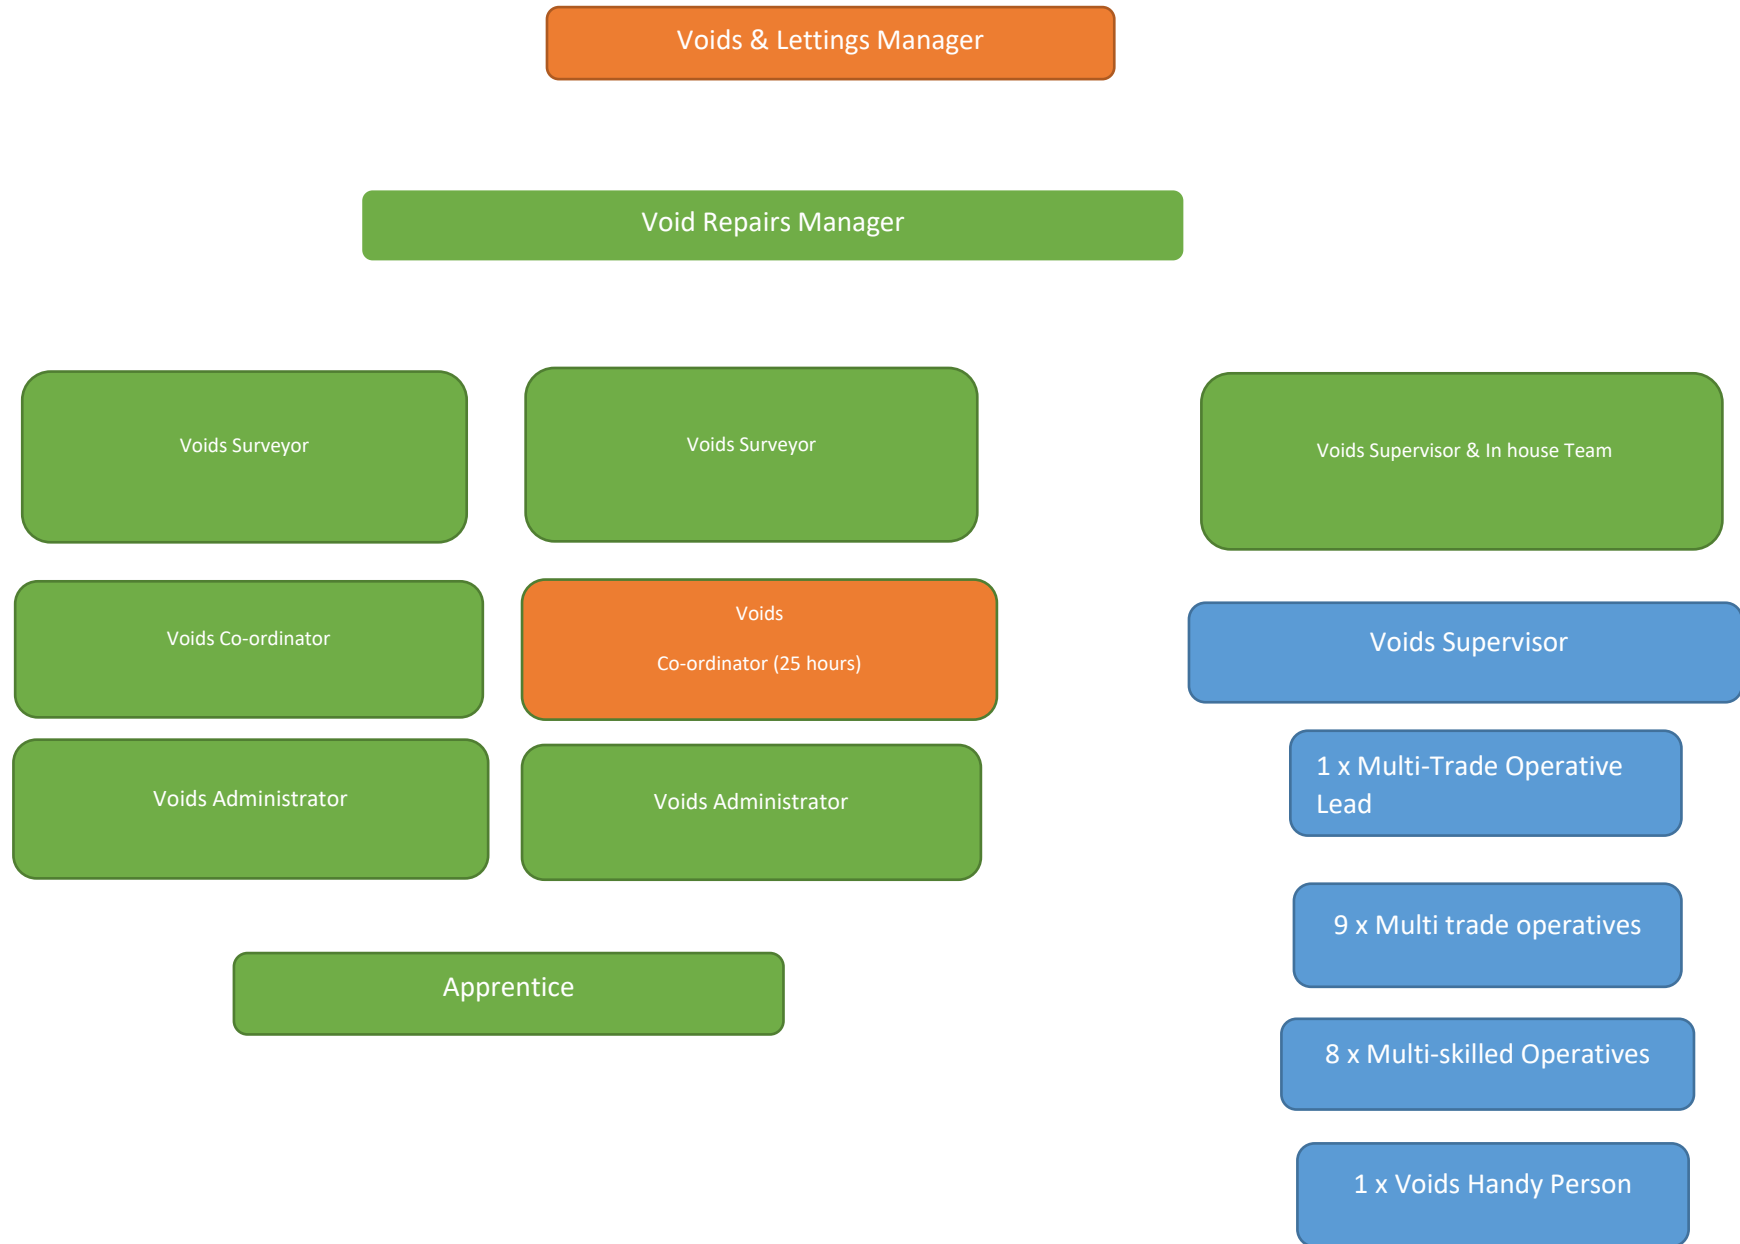 Voids & Lettings Manager
Void Repairs Manager
Voids Surveyor
Voids Surveyor
Voids Supervisor & In house Team
Voids Co-ordinator
Voids
Co-ordinator (25 hours)
Voids Supervisor
Voids Administrator
Voids Administrator
1 x Multi-Trade Operative
Lead
9 x Multi trade operatives
Apprentice
8 x Multi-skilled Operatives
1 x Voids Handy Person